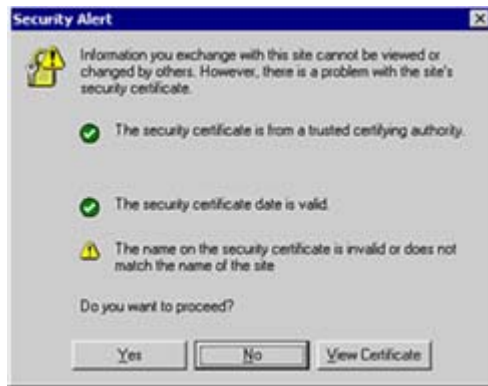 Security Alert
Information you exchange with this site cannot be viewed or
changed by others. However, there is a problem with the site's
security certificate.
The security certificate is from a trusted certifying authority.
The security certificate date is valid.
The name on the security certificate is invalid or does not
match the name of the site
Do you want to proceed?
Yes No View Certificate